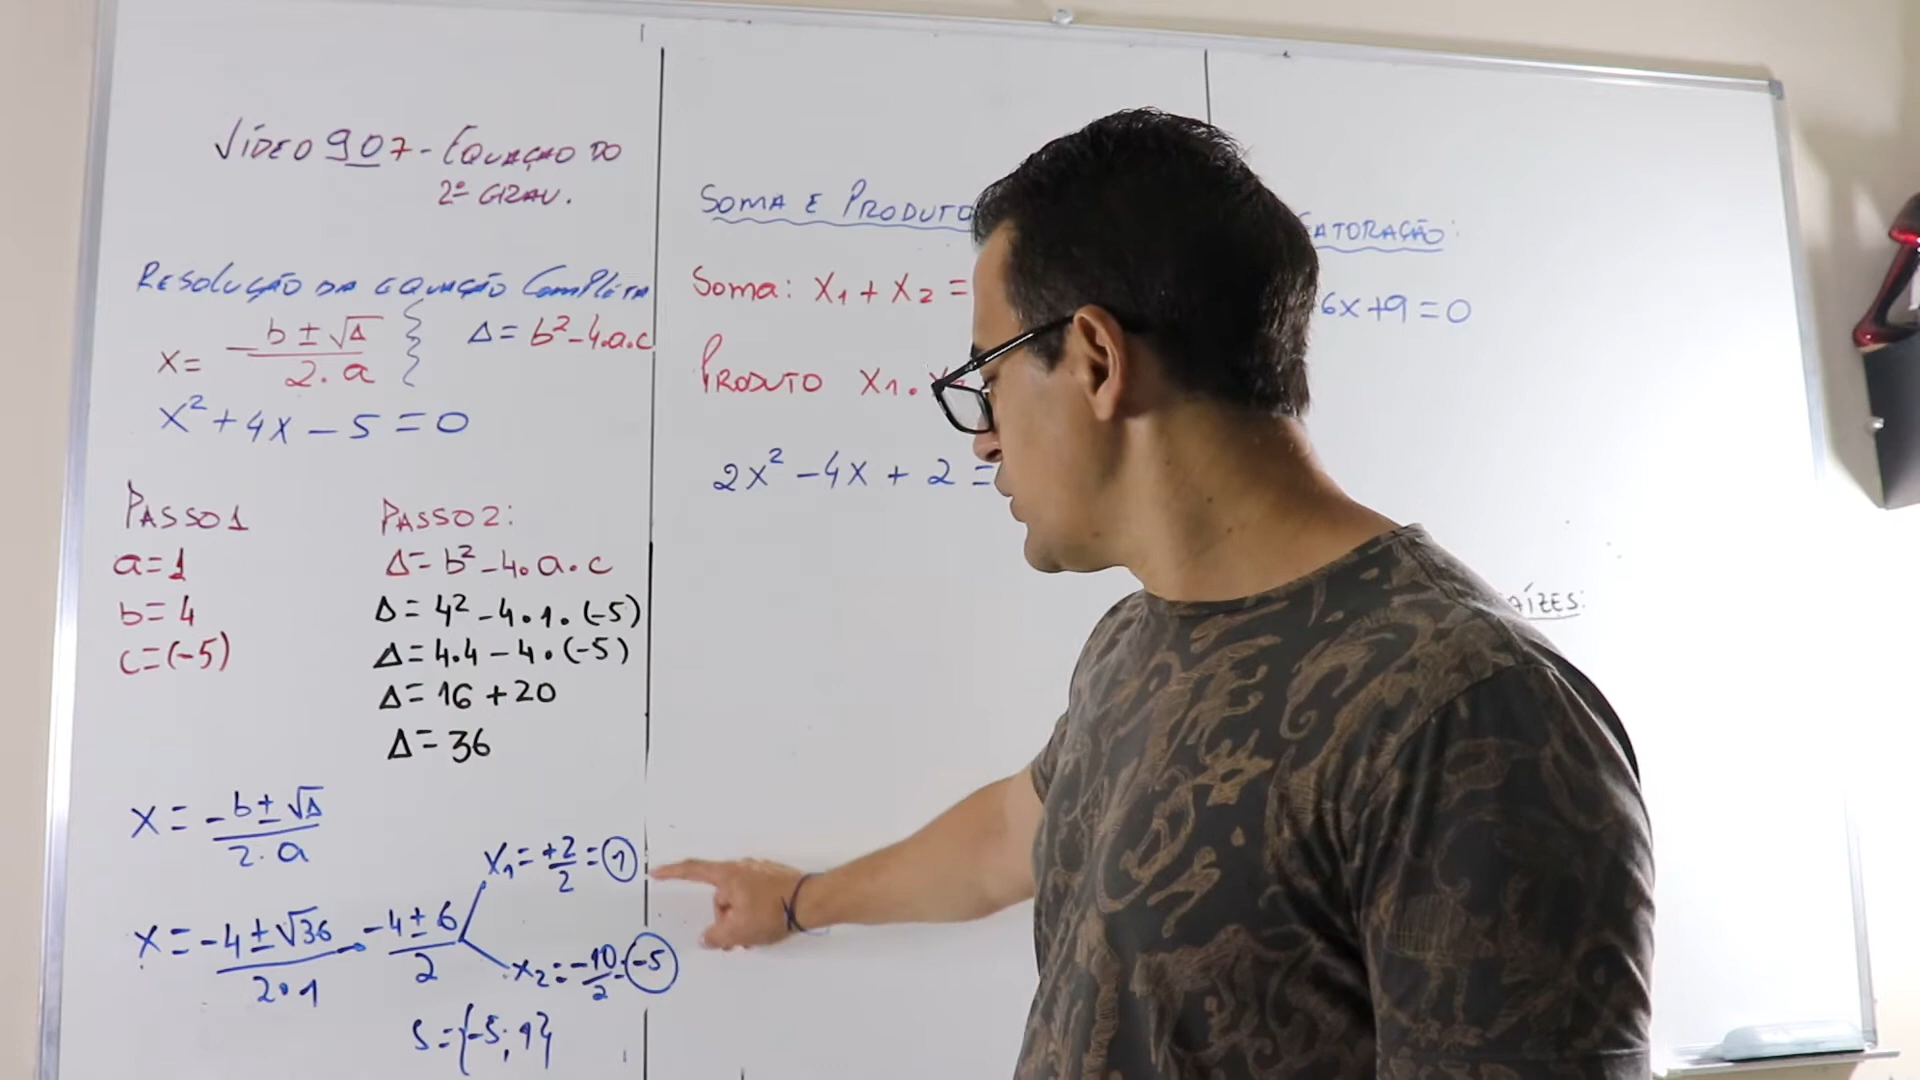 VÍDEO 907 - EQUAÇÃO DO
2º GRAU.
RESOLUÇÃO DA EQUAÇÃO COMPLETA
x = -b ± √Δ / 2.a } Δ = b² - 4.a.c
x² + 4x - 5 = 0
PASSO 1
a = 1
b = 4
c = (-5)
PASSO 2:
Δ = b² - 4.a.c
Δ = 4² - 4.1.(-5)
Δ = 4.4 - 4.(-5)
Δ = 16 + 20
Δ = 36
x = -b ± √Δ / 2.a
x = -4 ± √36 / 2.1 → -4 ± 6 / 2
x₁ = +2 / 2 = 1
x₂ = -10 / 2 = -5
S = {-5; 1}
SOMA E PRODUTO
SOMA: x₁ + x₂ =
PRODUTO x₁ . x₂
2x² - 4x + 2 =
FATORAÇÃO:
6x + 9 = 0
AÍZES: